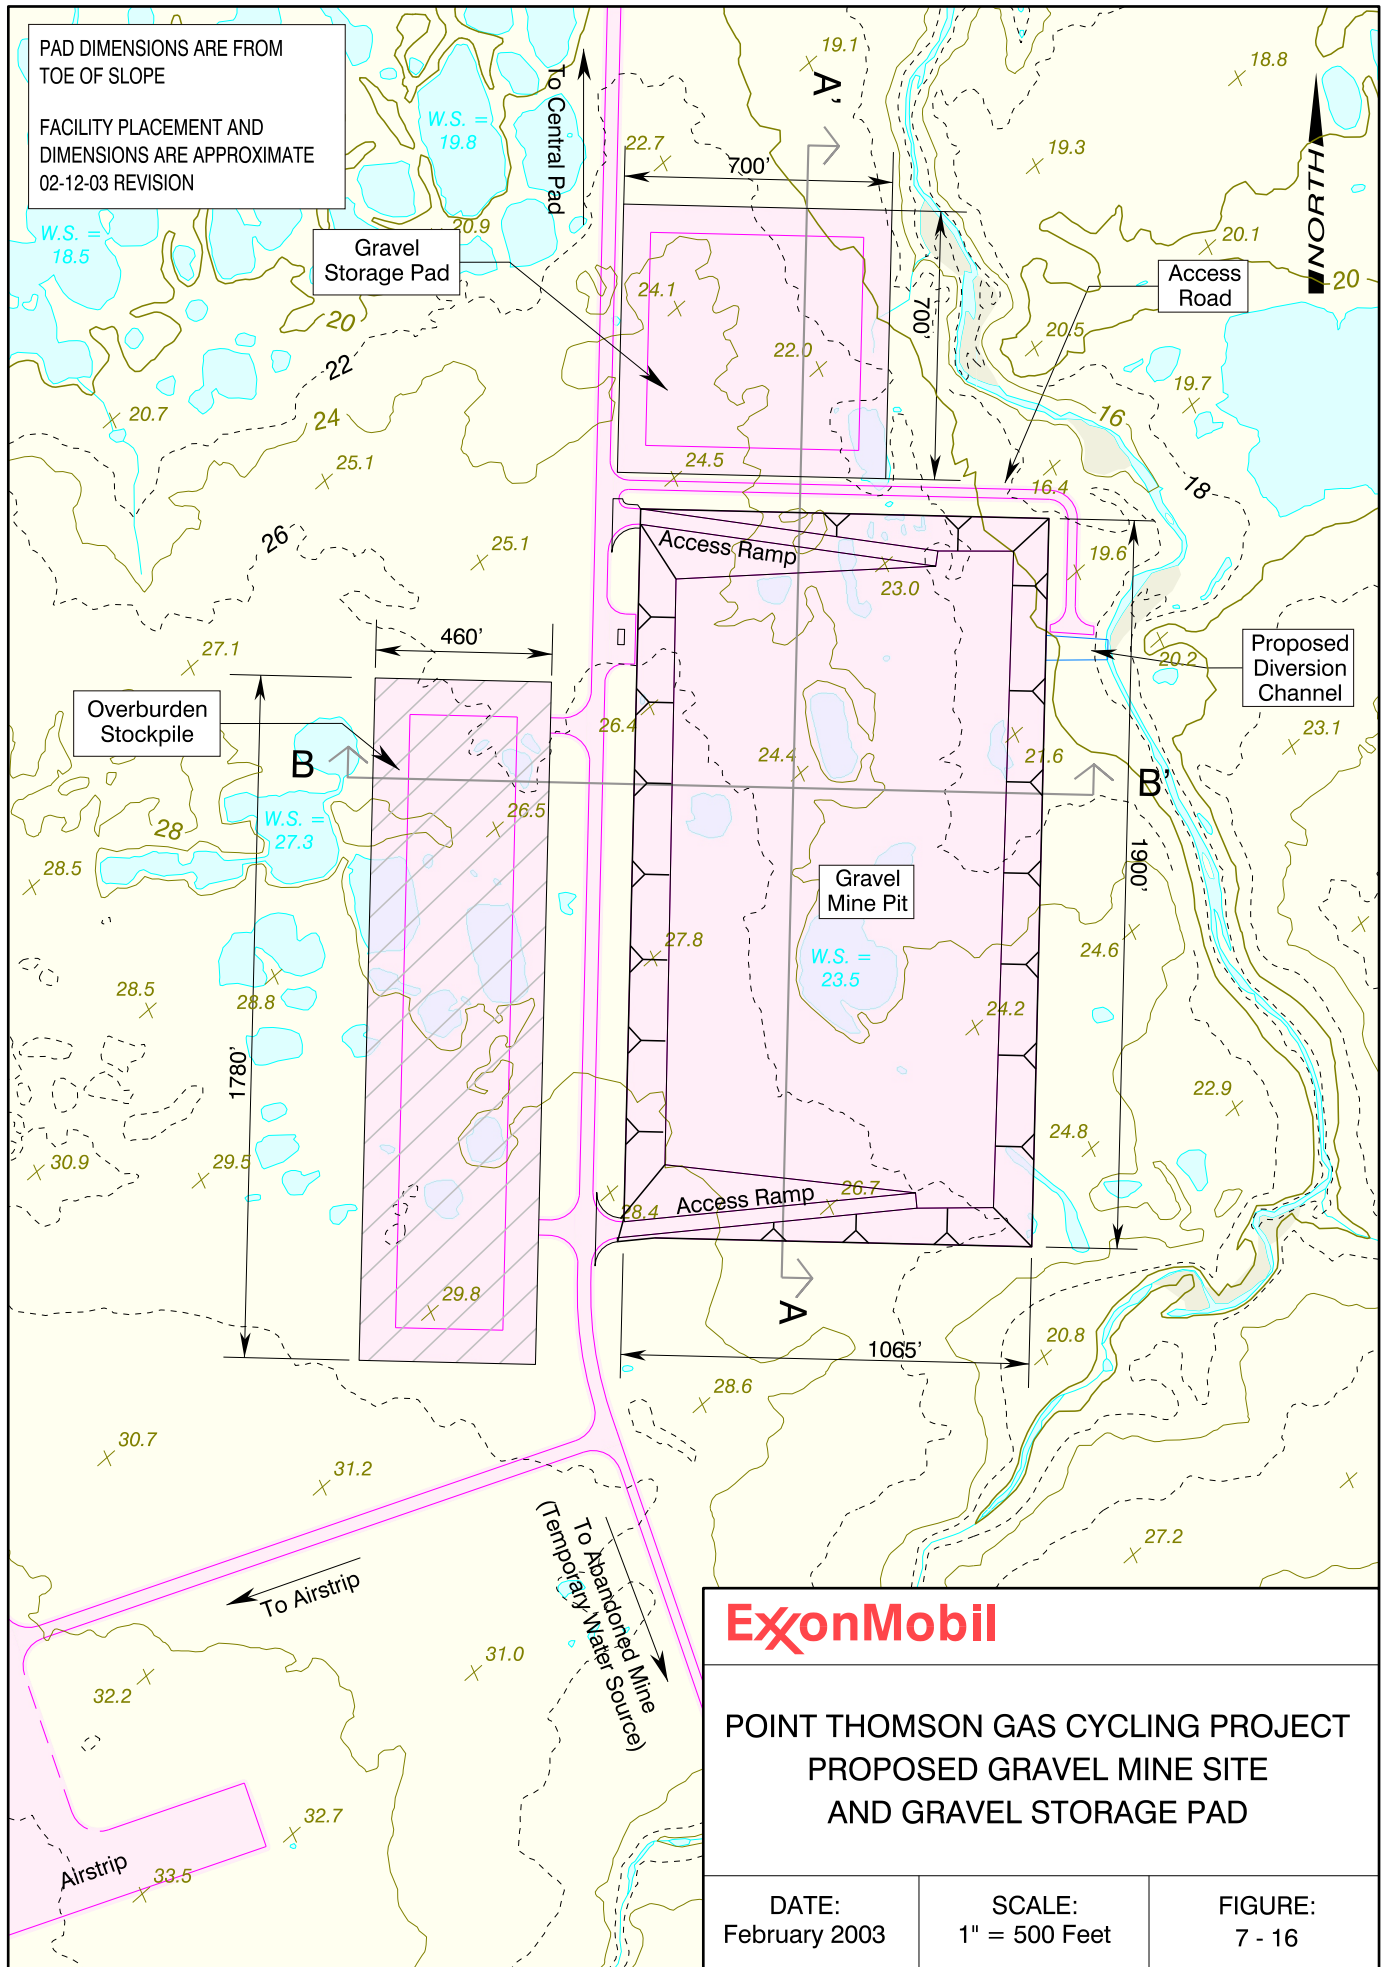 PAD DIMENSIONS ARE FROM
TOE OF SLOPE
FACILITY PLACEMENT AND
DIMENSIONS ARE APPROXIMATE
02-12-03 REVISION
W.S. =
19.8
W.S. =
18.5
20.9
To Central Pad
19.1
A'
18.8
22.7
700'
19.3
NORTH
20.1
20
Gravel
Storage Pad
Access
Road
24.1
700'
20
20.5
22.0
22
19.7
20.7
24
16
24.5
25.1
16.4
18
26
25.1
Access Ramp
19.6
23.0
460'
27.1
20.2
Proposed
Diversion
Channel
Overburden
Stockpile
26.4
23.1
B
24.4
21.6
B'
26.5
W.S. =
27.3
28
28.5
1900'
Gravel
Mine Pit
27.8
24.6
W.S. =
23.5
28.5
28.8
24.2
1780'
22.9
24.8
30.9
29.5
Access Ramp
26.7
28.4
29.8
A
20.8
1065'
28.6
30.7
31.2
27.2
To Airstrip
To Abandoned Mine
(Temporary Water Source)
31.0
32.2
32.7
Airstrip
33.5
ExxonMobil
POINT THOMSON GAS CYCLING PROJECT
PROPOSED GRAVEL MINE SITE
AND GRAVEL STORAGE PAD
DATE:
February 2003
SCALE:
1" = 500 Feet
FIGURE:
7 - 16